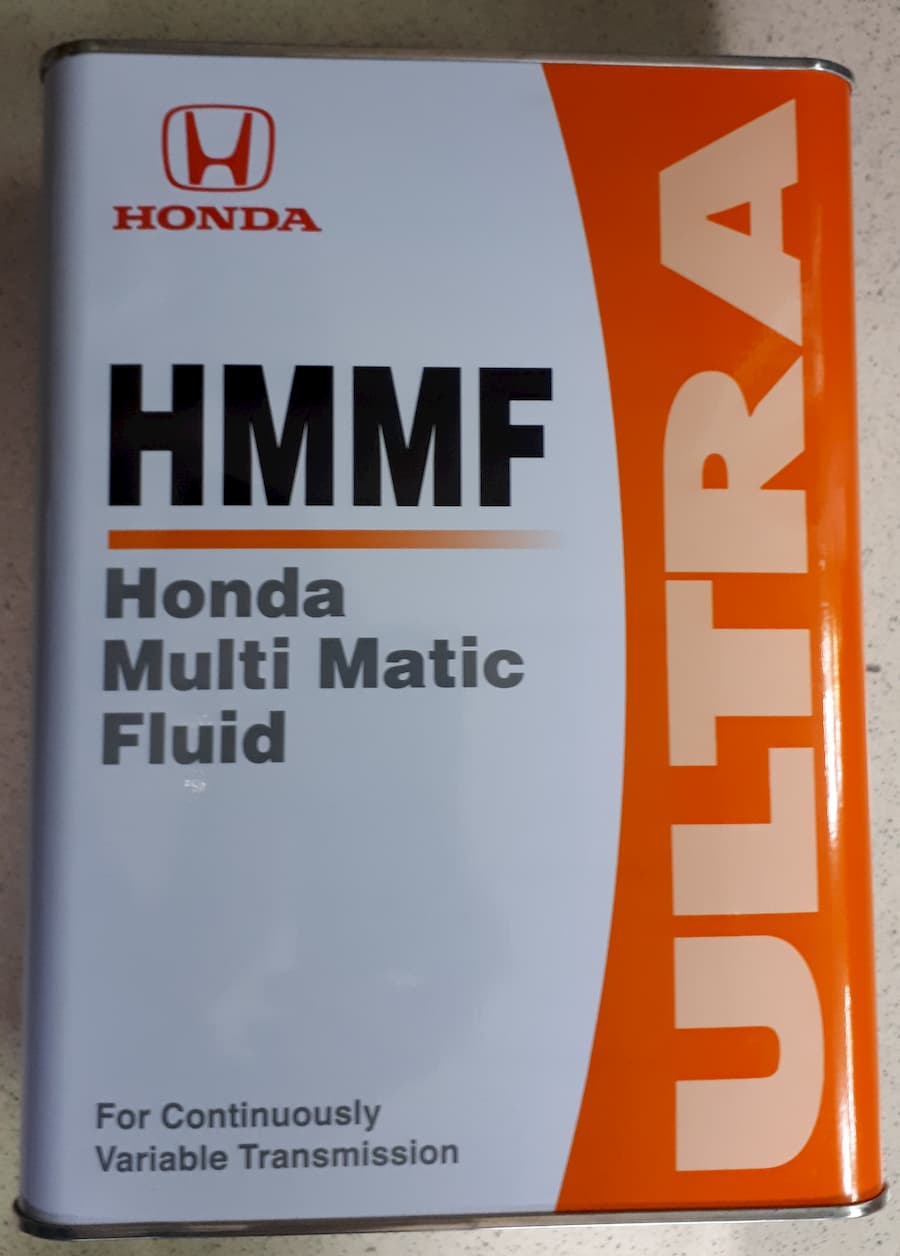 HONDA
HMMF
Honda
Multi Matic
Fluid
For Continuously
Variable Transmission
ULTRA